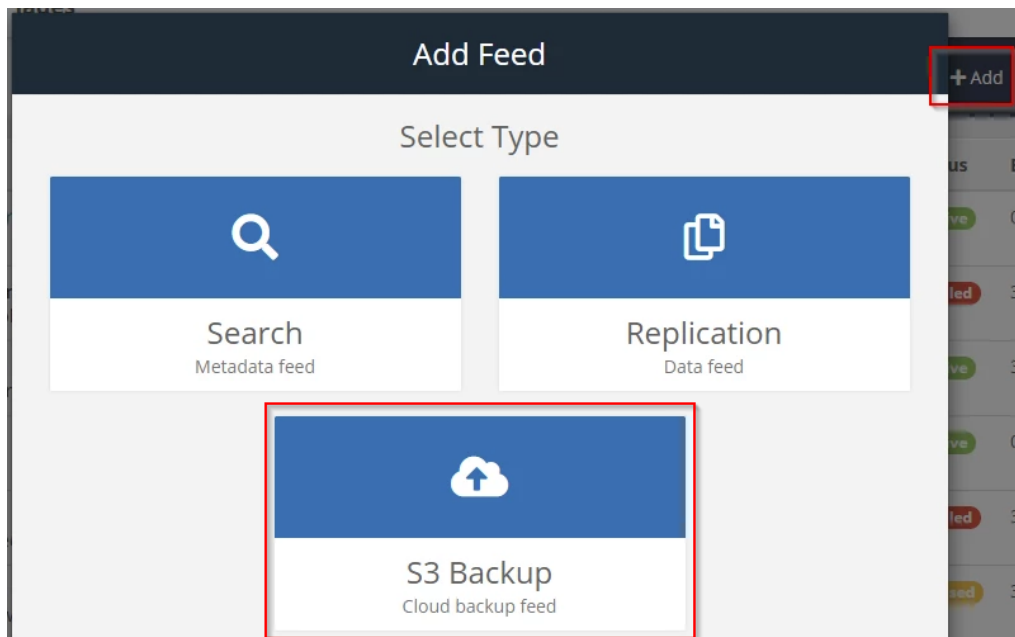 Add Feed
+ Add
Select Type
Search
Metadata feed
Replication
Data feed
S3 Backup
Cloud backup feed